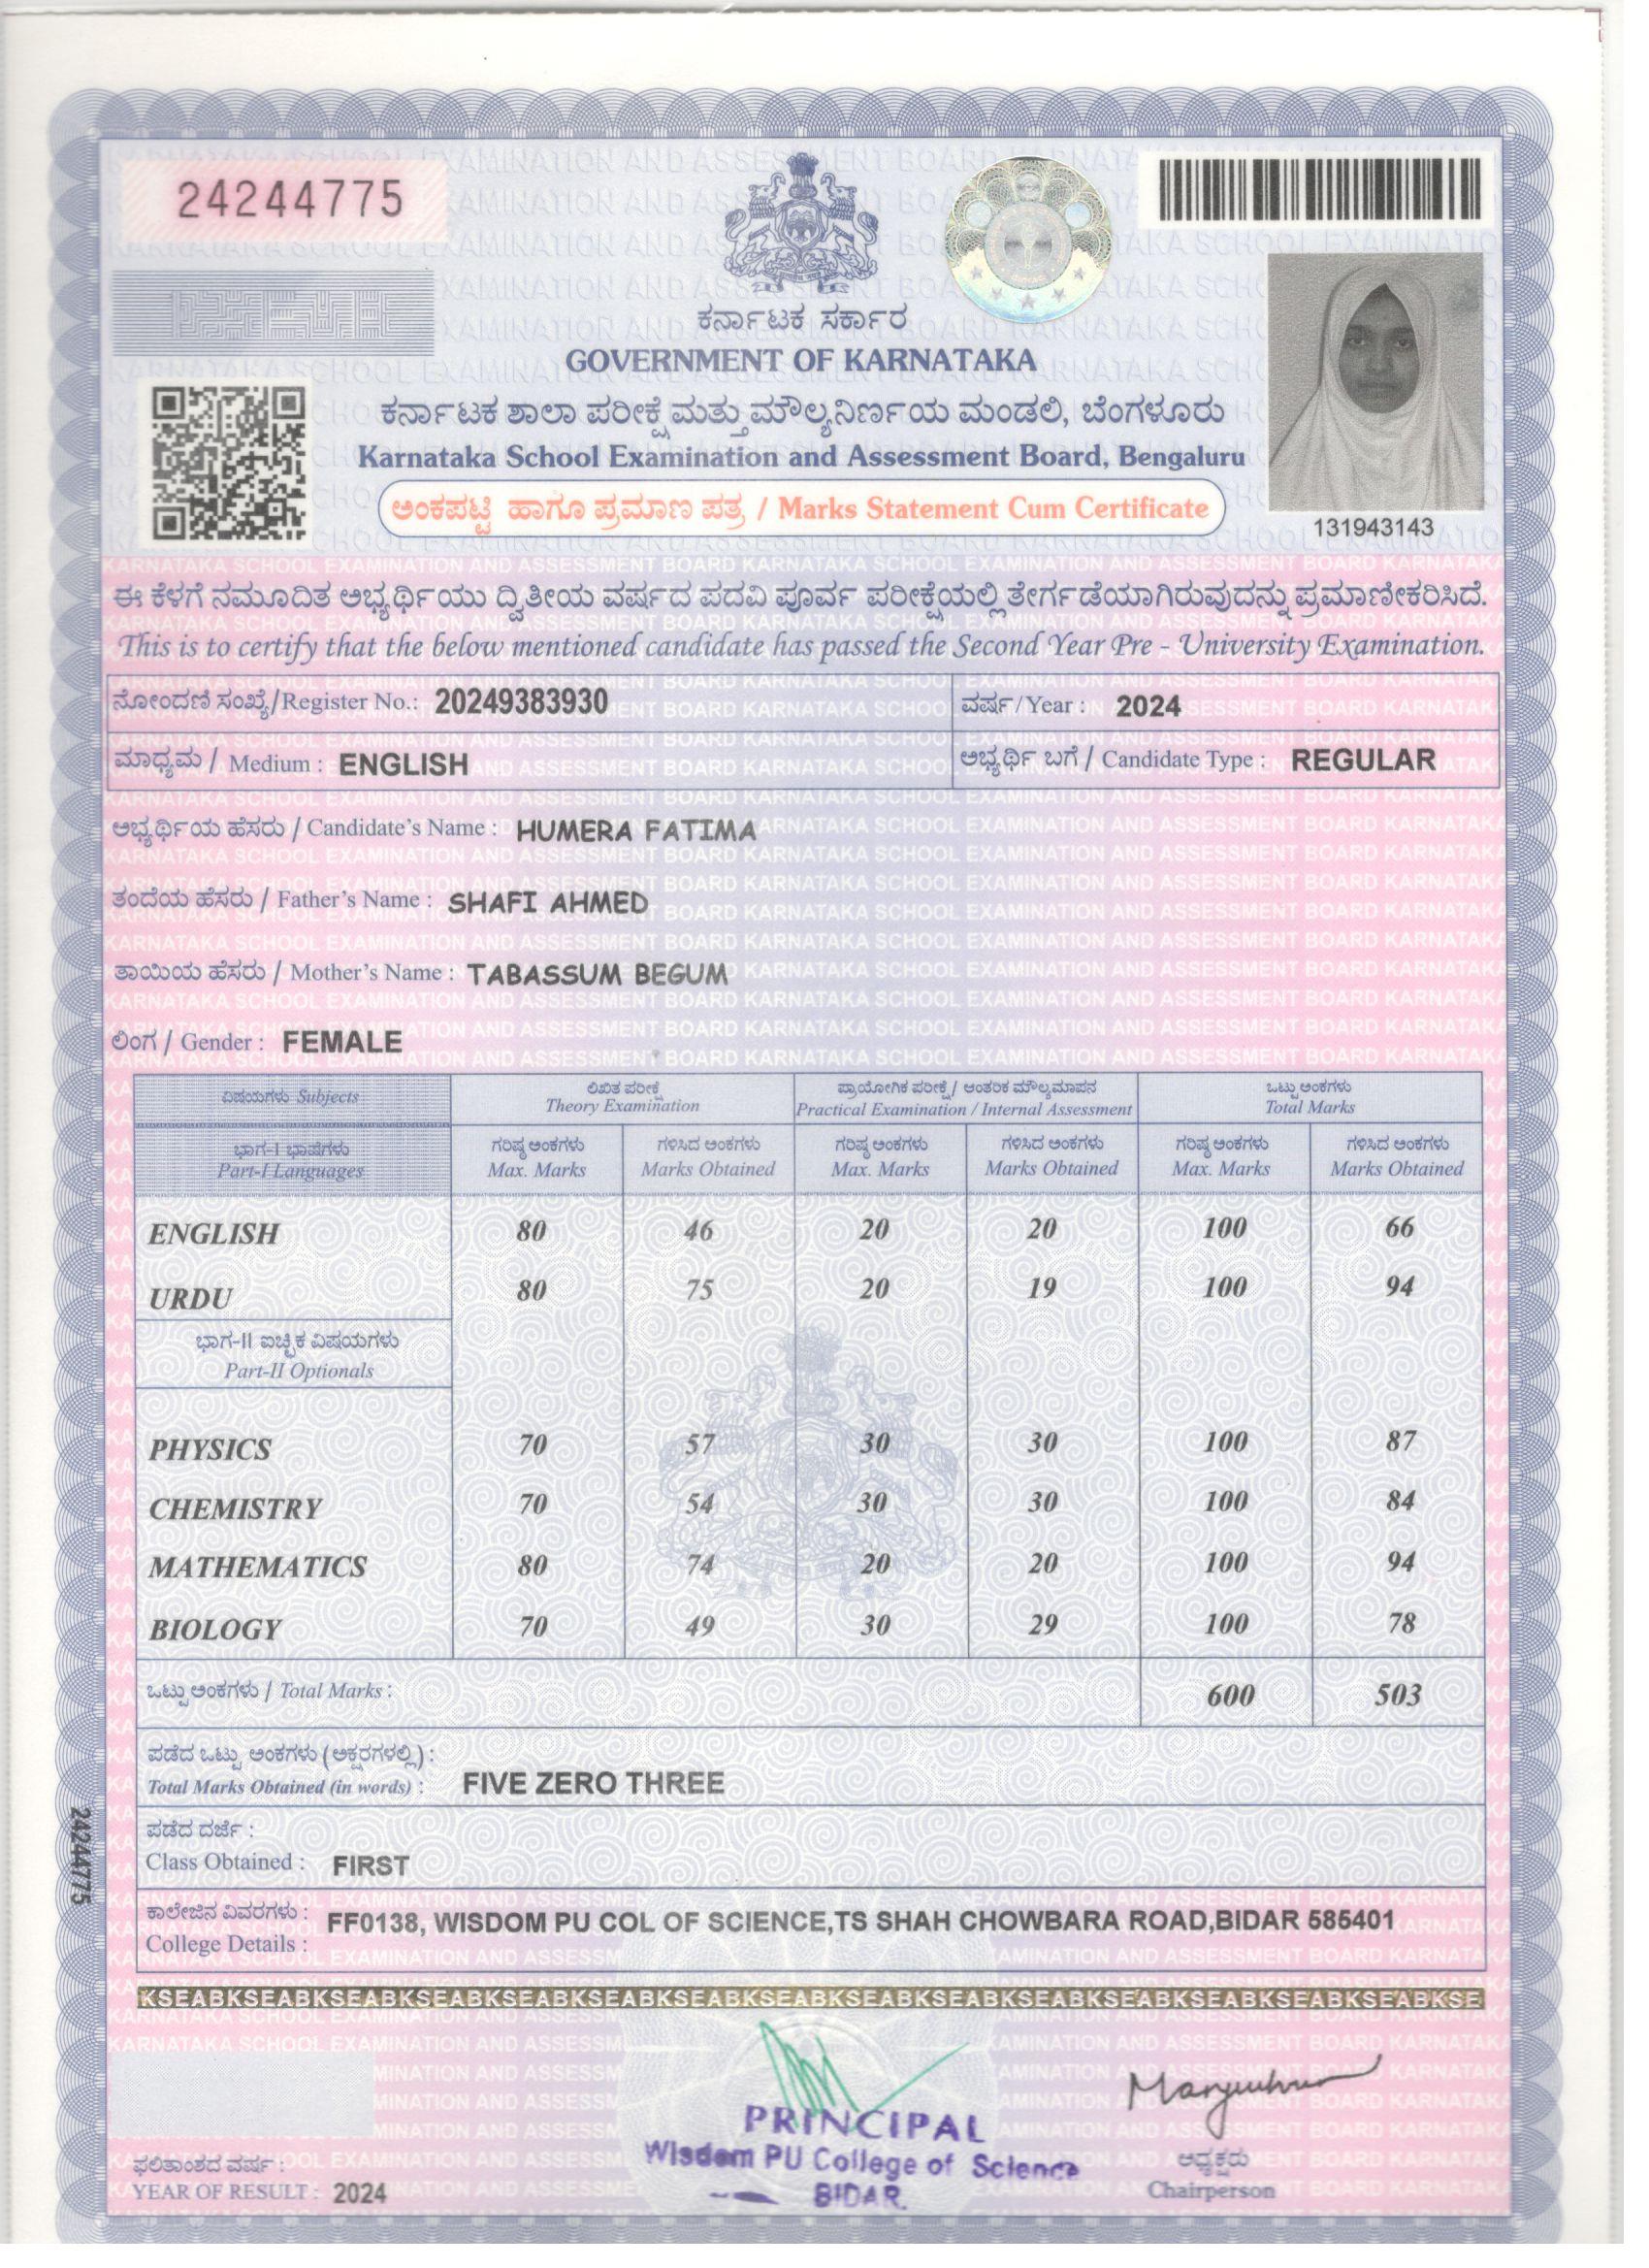 24244775
ಕರ್ನಾಟಕ ಸರ್ಕಾರ
GOVERNMENT OF KARNATAKA
ಕರ್ನಾಟಕ ಶಾಲಾ ಪರೀಕ್ಷೆ ಮತ್ತು ಮೌಲ್ಯನಿರ್ಣಯ ಮಂಡಲಿ, ಬೆಂಗಳೂರು
Karnataka School Examination and Assessment Board, Bengaluru
ಅಂಕಪಟ್ಟಿ ಹಾಗೂ ಪ್ರಮಾಣ ಪತ್ರ / Marks Statement Cum Certificate
131943143
ಈ ಕೆಳಗೆ ನಮೂದಿತ ಅಭ್ಯರ್ಥಿಯು ದ್ವಿತೀಯ ವರ್ಷದ ಪದವಿ ಪೂರ್ವ ಪರೀಕ್ಷೆಯಲ್ಲಿ ತೇರ್ಗಡೆಯಾಗಿರುವುದನ್ನು ಪ್ರಮಾಣೀಕರಿಸಿದೆ.
This is to certify that the below mentioned candidate has passed the Second Year Pre - University Examination.
ನೋಂದಣಿ ಸಂಖ್ಯೆ/Register No.: 20249383930 ವರ್ಷ/Year : 2024
ಮಾಧ್ಯಮ / Medium : ENGLISH ಅಭ್ಯರ್ಥಿ ಬಗೆ / Candidate Type : REGULAR
ಅಭ್ಯರ್ಥಿಯ ಹೆಸರು / Candidate's Name : HUMERA FATIMA
ತಂದೆಯ ಹೆಸರು / Father's Name : SHAFI AHMED
ತಾಯಿಯ ಹೆಸರು / Mother's Name : TABASSUM BEGUM
ಲಿಂಗ / Gender : FEMALE
ವಿಷಯಗಳು Subjects ಲಿಖಿತ ಪರೀಕ್ಷೆ ಪ್ರಾಯೋಗಿಕ ಪರೀಕ್ಷೆ / ಆಂತರಿಕ ಮೌಲ್ಯಮಾಪನ ಒಟ್ಟು ಅಂಕಗಳು
Theory Examination Practical Examination / Internal Assessment Total Marks
ಭಾಗ-I ಭಾಷೆಗಳು ಗರಿಷ್ಠ ಅಂಕಗಳು ಗಳಿಸಿದ ಅಂಕಗಳು ಗರಿಷ್ಠ ಅಂಕಗಳು ಗಳಿಸಿದ ಅಂಕಗಳು ಗರಿಷ್ಠ ಅಂಕಗಳು ಗಳಿಸಿದ ಅಂಕಗಳು
Part-I Languages Max. Marks Marks Obtained Max. Marks Marks Obtained Max. Marks Marks Obtained
ENGLISH 80 46 20 20 100 66
URDU 80 75 20 19 100 94
ಭಾಗ-II ಐಚ್ಛಿಕ ವಿಷಯಗಳು
Part-II Optionals
PHYSICS 70 57 30 30 100 87
CHEMISTRY 70 54 30 30 100 84
MATHEMATICS 80 74 20 20 100 94
BIOLOGY 70 49 30 29 100 78
ಒಟ್ಟು ಅಂಕಗಳು / Total Marks : 600 503
ಪಡೆದ ಒಟ್ಟು ಅಂಕಗಳು (ಅಕ್ಷರಗಳಲ್ಲಿ) :
Total Marks Obtained (in words) : FIVE ZERO THREE
ಪಡೆದ ದರ್ಜೆ :
Class Obtained : FIRST
ಕಾಲೇಜಿನ ವಿವರಗಳು :
College Details : FF0138, WISDOM PU COL OF SCIENCE,TS SHAH CHOWBARA ROAD,BIDAR 585401
24244775
KSEABKSEABKSEABKSEABKSEABKSEABKSEABKSEABKSEABKSEABKSEABKSEABKSEABKSEABKSEABKSE
PRINCIPAL
Wisdom PU College of Science
BIDAR.
ಅಧ್ಯಕ್ಷರು
Chairperson
ಫಲಿತಾಂಶದ ವರ್ಷ :
YEAR OF RESULT : 2024